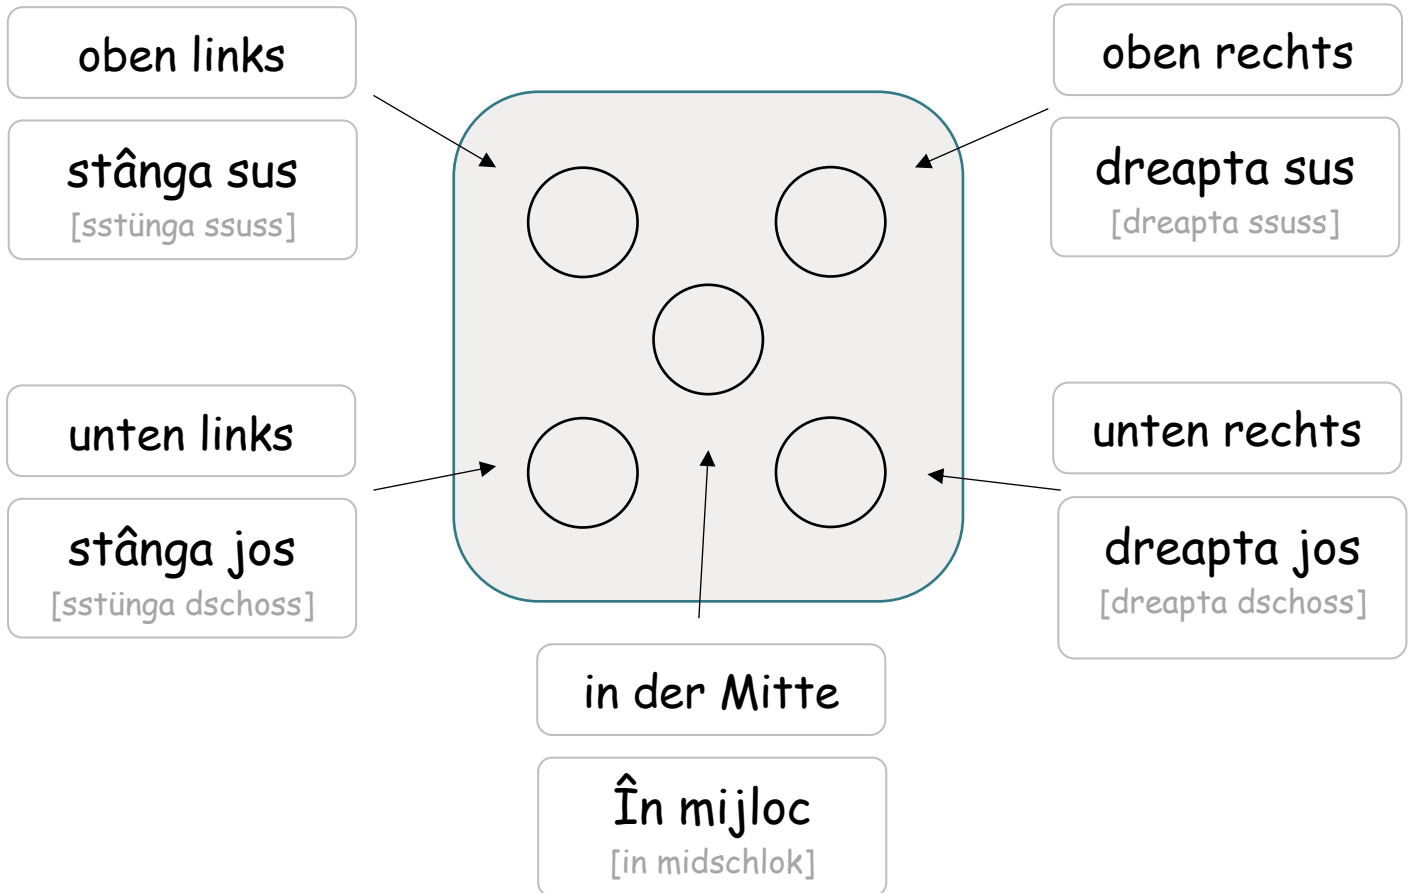 oben links
stânga sus
[sstünga ssuss]
oben rechts
dreapta sus
[dreapta ssuss]
unten links
stânga jos
[sstünga dschoss]
unten rechts
dreapta jos
[dreapta dschoss]
in der Mitte
În mijloc
[in midschlok]